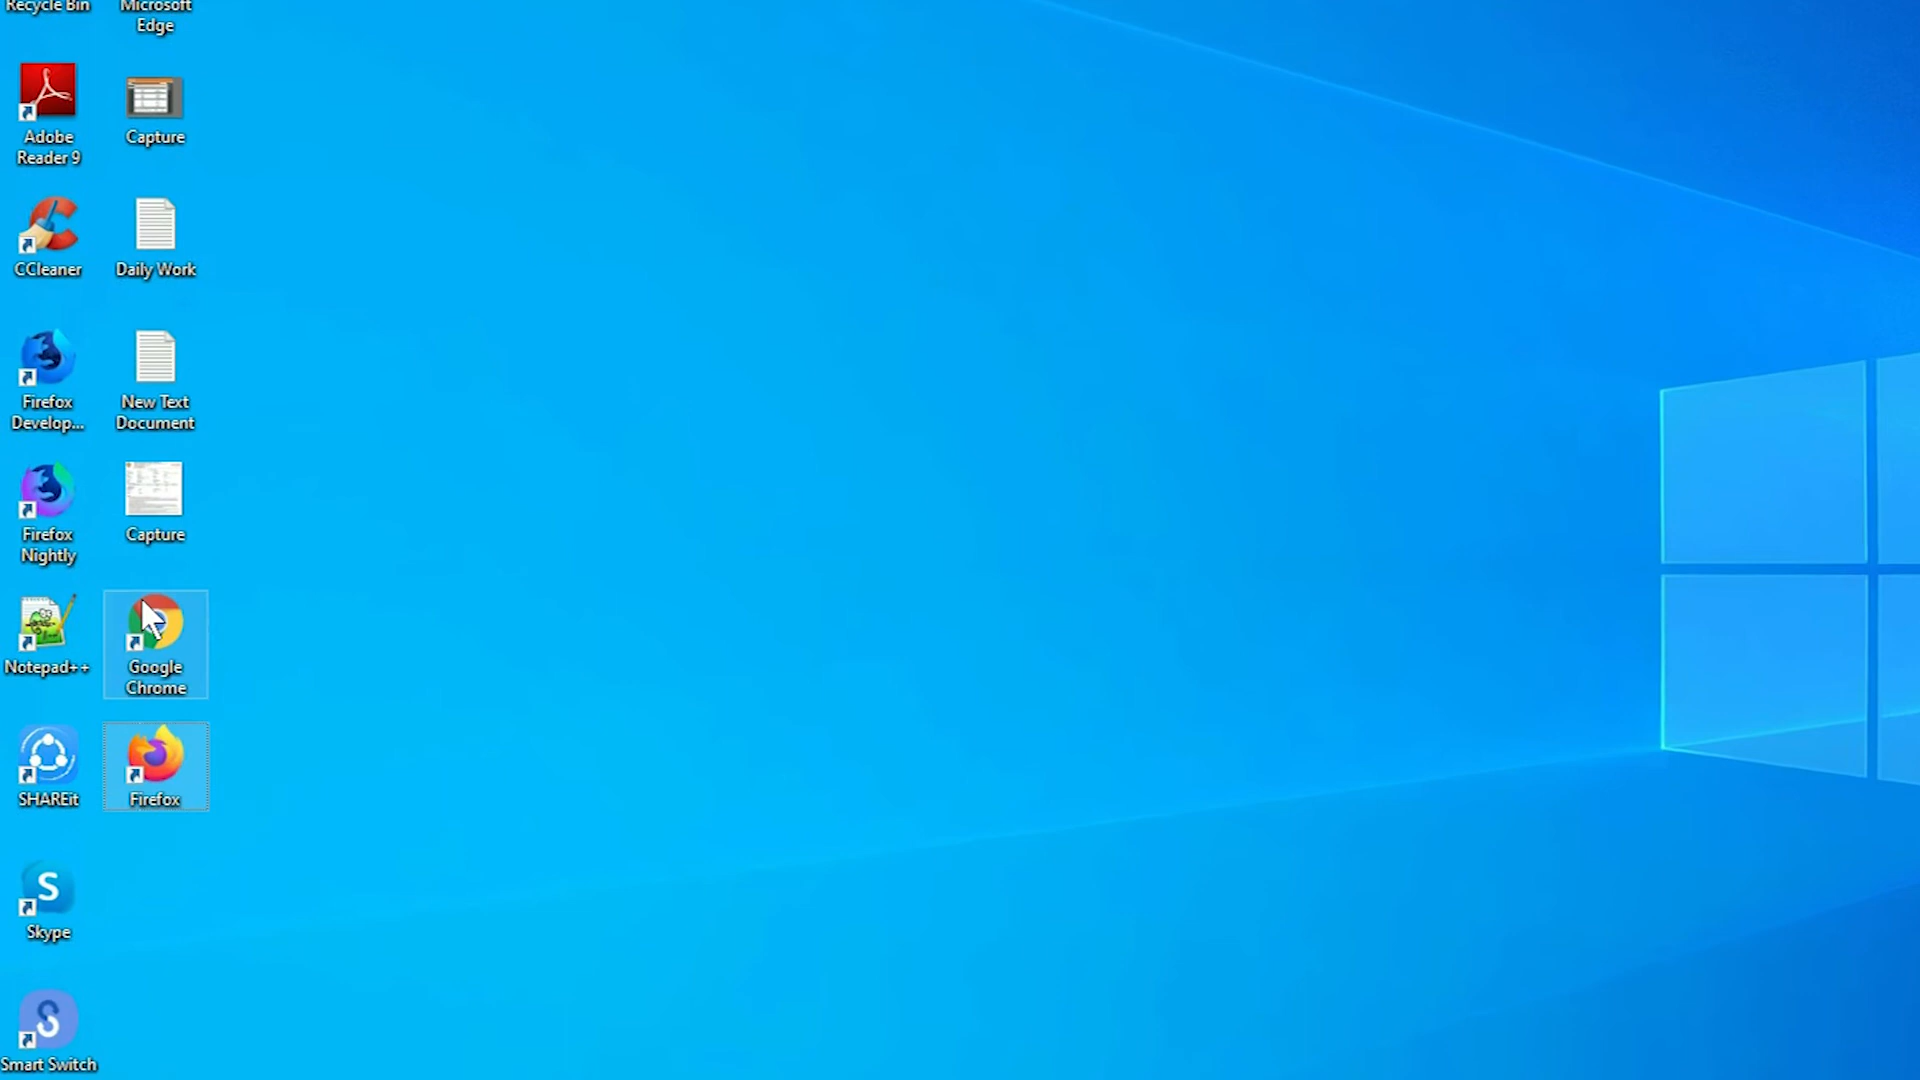 Recycle Bin
Microsoft
Edge
Adobe
Reader 9
Capture
CCleaner
Daily Work
Firefox
Develop...
New Text
Document
Firefox
Nightly
Capture
Notepad++
Google
Chrome
SHAREit
Firefox
S
Skype
Smart Switch